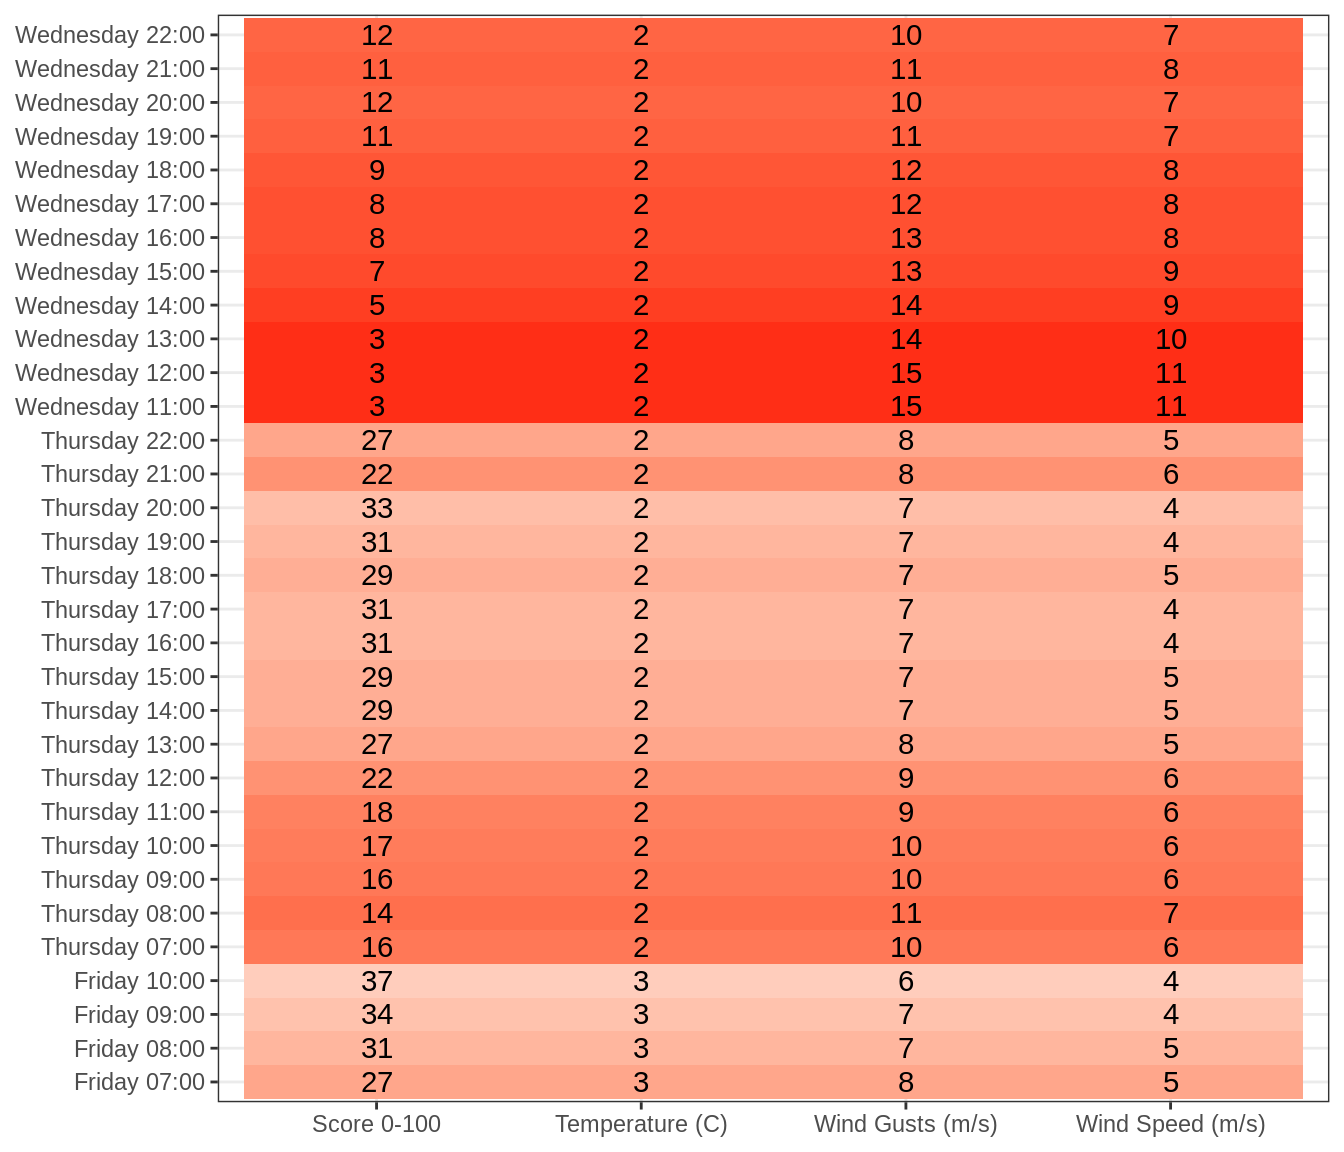 Wednesday 22:00 12 2 10 7
Wednesday 21:00 11 2 11 8
Wednesday 20:00 12 2 10 7
Wednesday 19:00 11 2 11 7
Wednesday 18:00 9 2 12 8
Wednesday 17:00 8 2 12 8
Wednesday 16:00 8 2 13 8
Wednesday 15:00 7 2 13 9
Wednesday 14:00 5 2 14 9
Wednesday 13:00 3 2 14 10
Wednesday 12:00 3 2 15 11
Wednesday 11:00 3 2 15 11
Thursday 22:00 27 2 8 5
Thursday 21:00 22 2 8 6
Thursday 20:00 33 2 7 4
Thursday 19:00 31 2 7 4
Thursday 18:00 29 2 7 5
Thursday 17:00 31 2 7 4
Thursday 16:00 31 2 7 4
Thursday 15:00 29 2 7 5
Thursday 14:00 29 2 7 5
Thursday 13:00 27 2 8 5
Thursday 12:00 22 2 9 6
Thursday 11:00 18 2 9 6
Thursday 10:00 17 2 10 6
Thursday 09:00 16 2 10 6
Thursday 08:00 14 2 11 7
Thursday 07:00 16 2 10 6
Friday 10:00 37 3 6 4
Friday 09:00 34 3 7 4
Friday 08:00 31 3 7 5
Friday 07:00 27 3 8 5
Score 0-100 Temperature (C) Wind Gusts (m/s) Wind Speed (m/s)